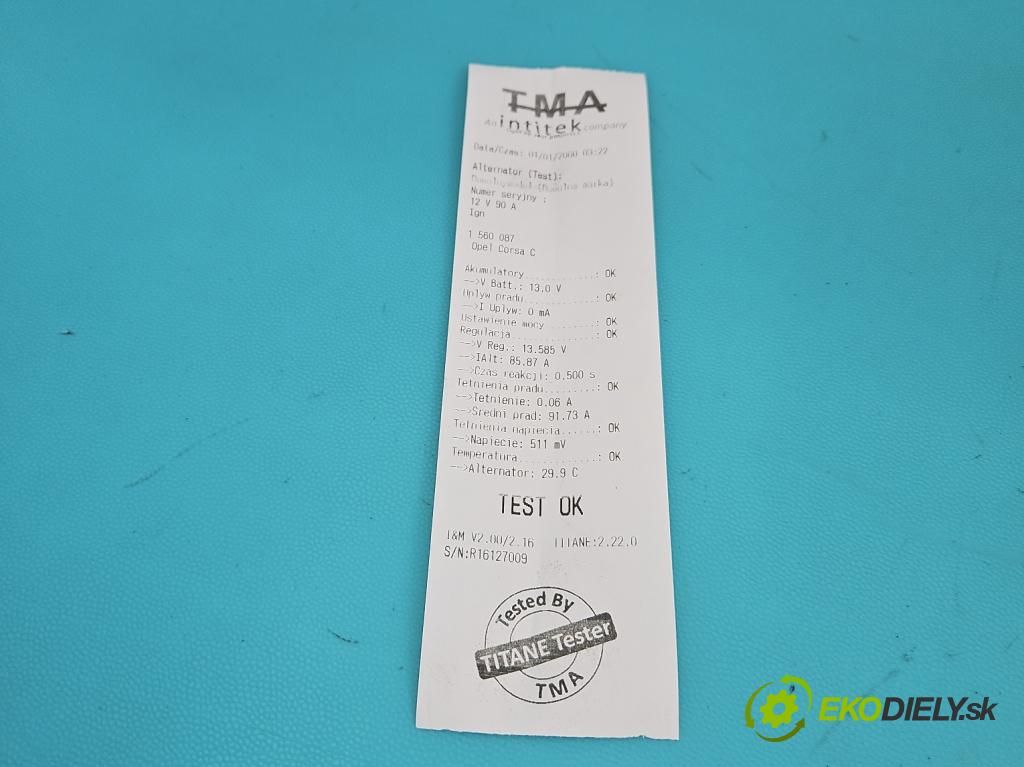 TMA
An intitek company
Data/Czas: 01/01/2000 03:22
Alternator (Test):
Numer seryjny :
12 V 90 A
Ign
1 560 087
Opel Corsa C
Akumulatory...........: OK
-->V Batt.: 13.0 V
Uplyw pradu...........: OK
-->I Uplyw: 0 mA
Ustawienie mocy.......: OK
Regulacja.............: OK
-->V Reg.: 13.585 V
-->IAlt: 85.87 A
-->Czas reakcji: 0.500 s
Tetnienia pradu.......: OK
-->Tetnienie: 0.06 A
-->Sredni prad: 91.73 A
Tetnienia napiecia....: OK
-->Napiecie: 511 mV
Temperatura...........: OK
-->Alternator: 29.9 C
TEST OK
I&M V2.00/2.16 TITANE:2.22.0
S/N:R16127009
Tested By
TITANE Tester
TMA
EKODIELY.sk